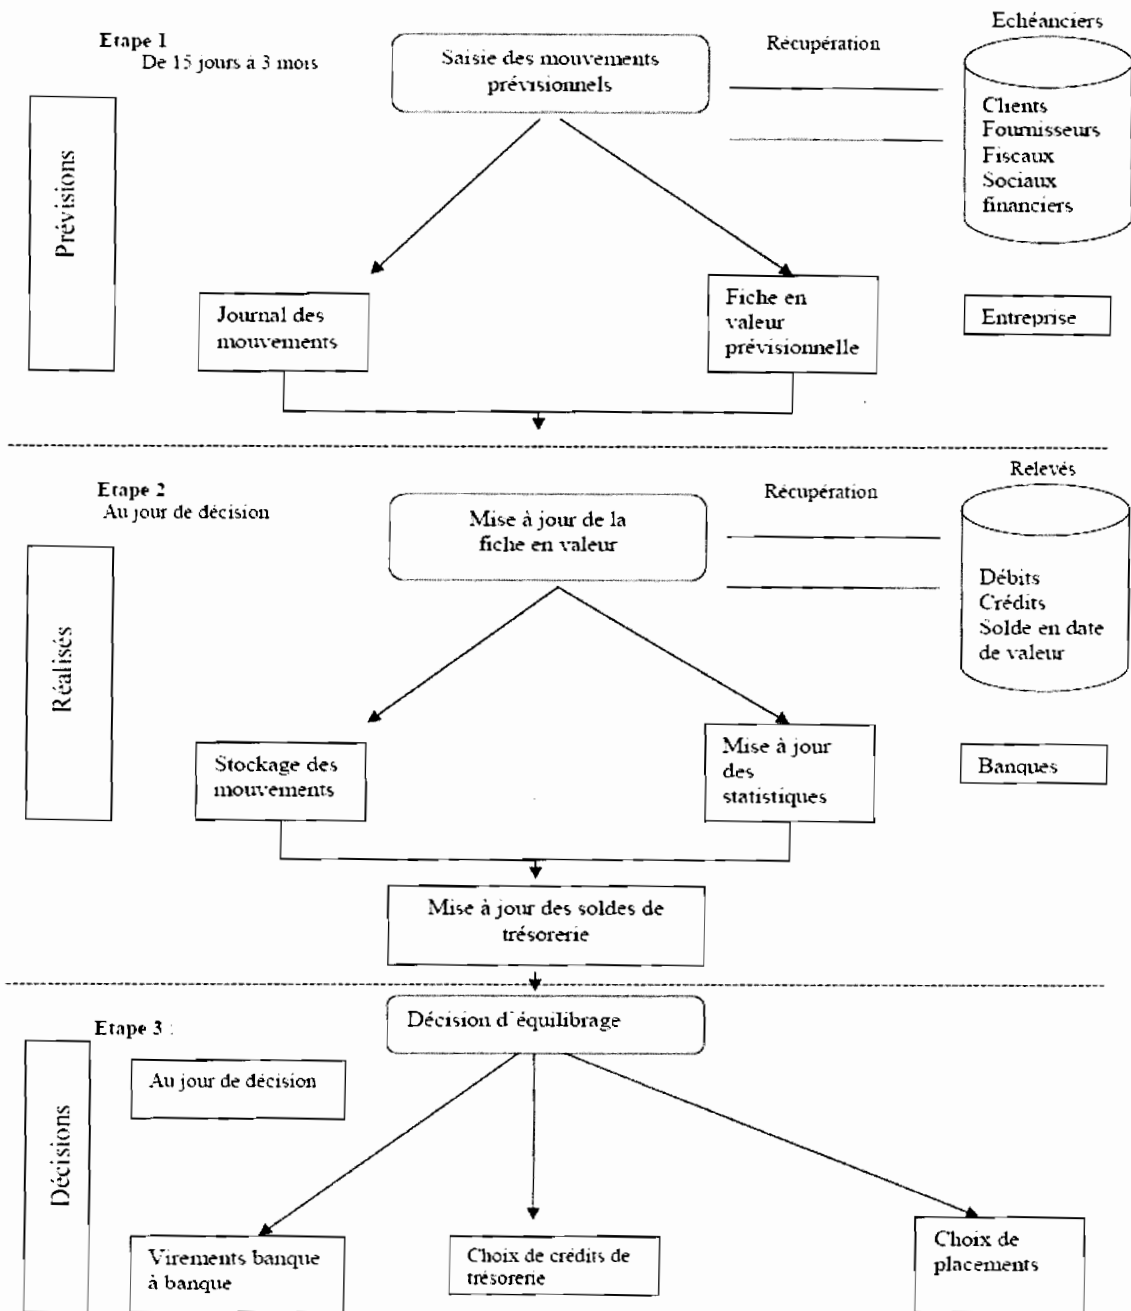 Echéanciers
Etape 1
De 15 jours à 3 mois
Saisie des mouvements
prévisionnels
Récupération
Clients
Fournisseurs
Fiscaux
Sociaux
financiers
Prévisions
Journal des
mouvements
Fiche en
valeur
prévisionnelle
Entreprise
Etape 2
Au jour de décision
Mise à jour de la
fiche en valeur
Récupération
Relevés
Débits
Crédits
Solde en date
de valeur
Réalisés
Stockage des
mouvements
Mise à jour
des
statistiques
Banques
Mise à jour des soldes de
trésorerie
Etape 3 :
Décision d'équilibrage
Au jour de décision
Décisions
Virements banque
à banque
Choix de crédits de
trésorerie
Choix de
placements